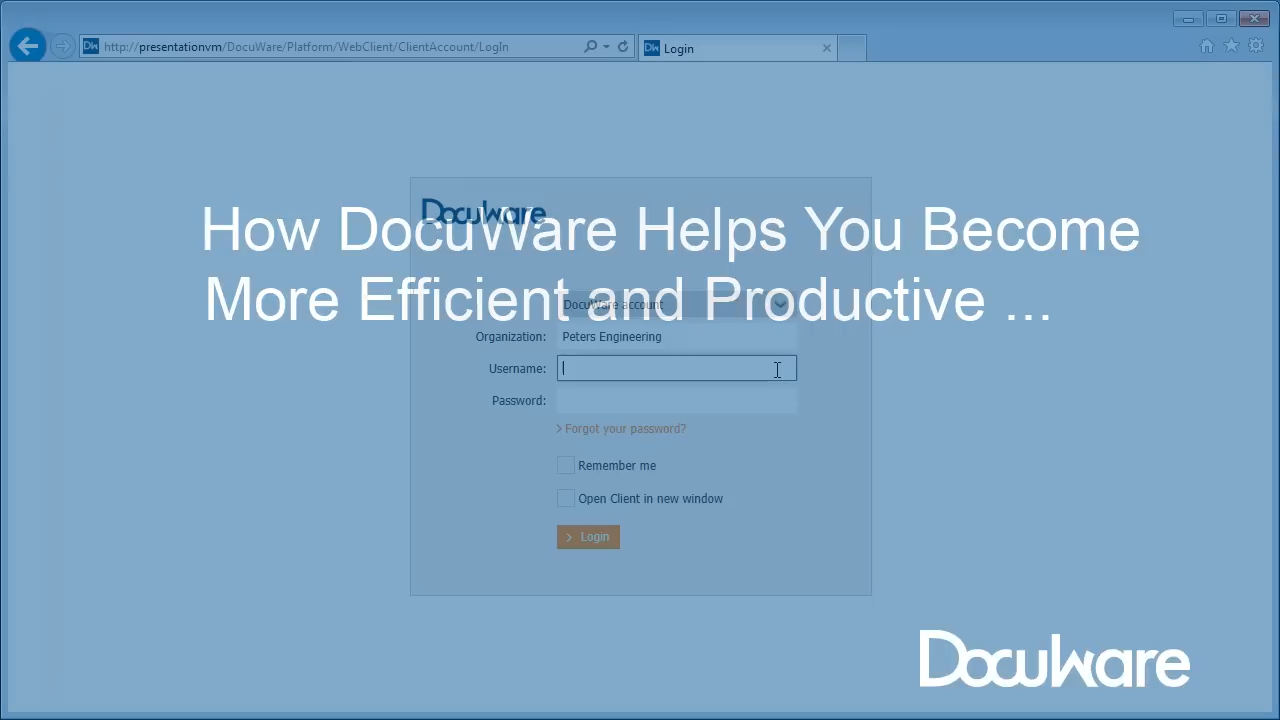 http://presentationvm/DocuWare/Platform/WebClient/ClientAccount/LogIn
Login
DocuWare
How DocuWare Helps You Become
More Efficient and Productive ...
DocuWare account
Organization: Peters Engineering
Username:
Password:
Forgot your password?
Remember me
Open Client in new window
Login
DocuWare